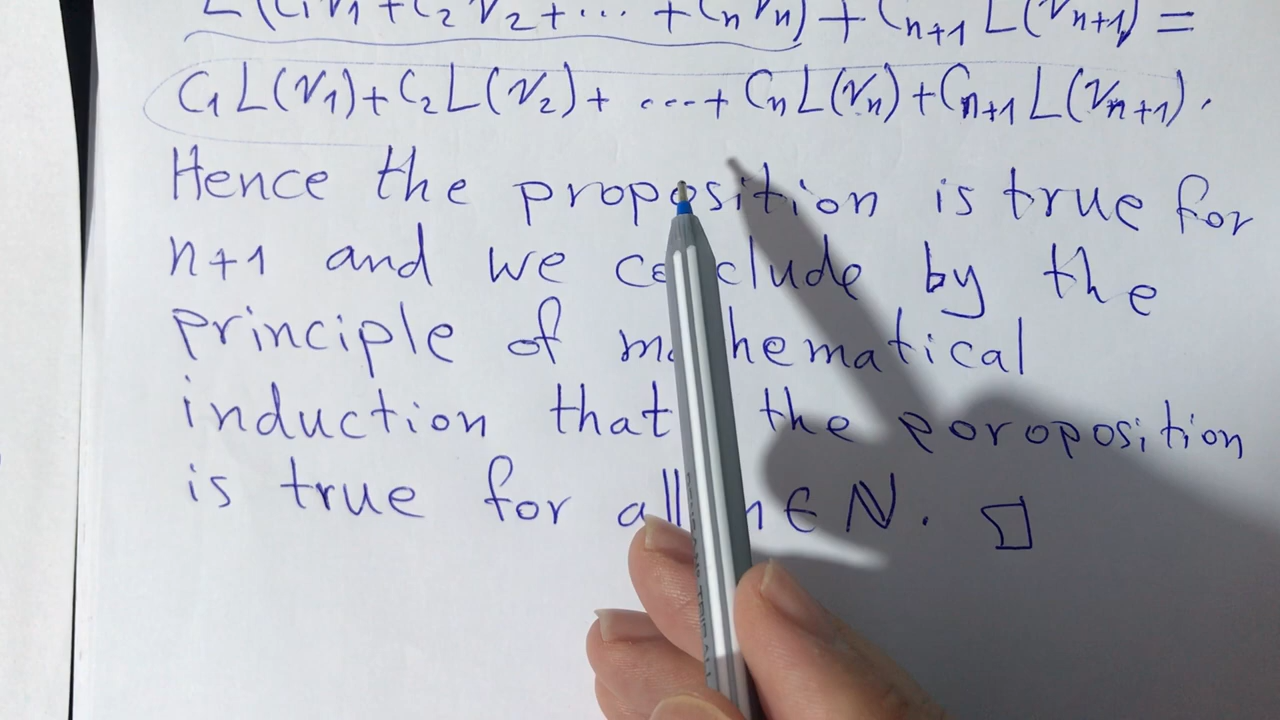 L(C₁V₁+C₂V₂+...+CₙVₙ)+Cₙ₊₁L(Vₙ₊₁)=
C₁L(V₁)+C₂L(V₂)+...+CₙL(Vₙ)+Cₙ₊₁L(Vₙ₊₁).
Hence the proposition is true for
n+1 and we conclude by the
principle of mathematical
induction that the poroposition
is true for all n∈ℕ. □